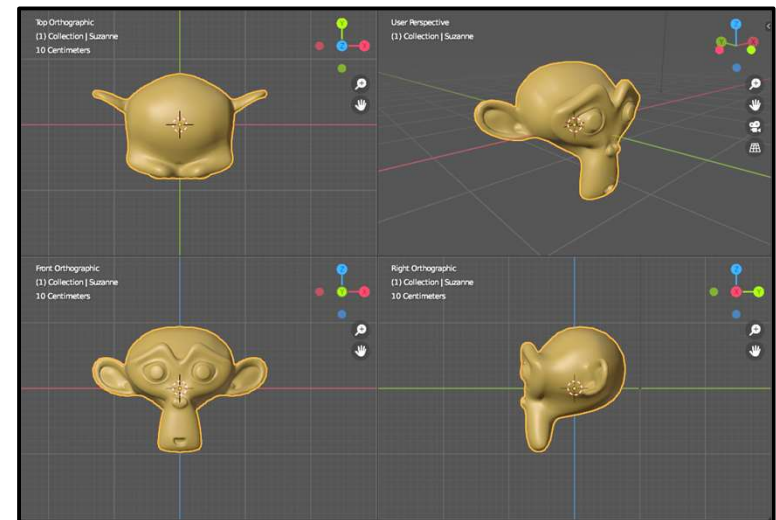 Top Orthographic
(1) Collection | Suzanne
10 Centimeters
Y
Z
User Perspective
(1) Collection | Suzanne
Z
Front Orthographic
(1) Collection | Suzanne
10 Centimeters
Z
Right Orthographic
(1) Collection | Suzanne
10 Centimeters
Z